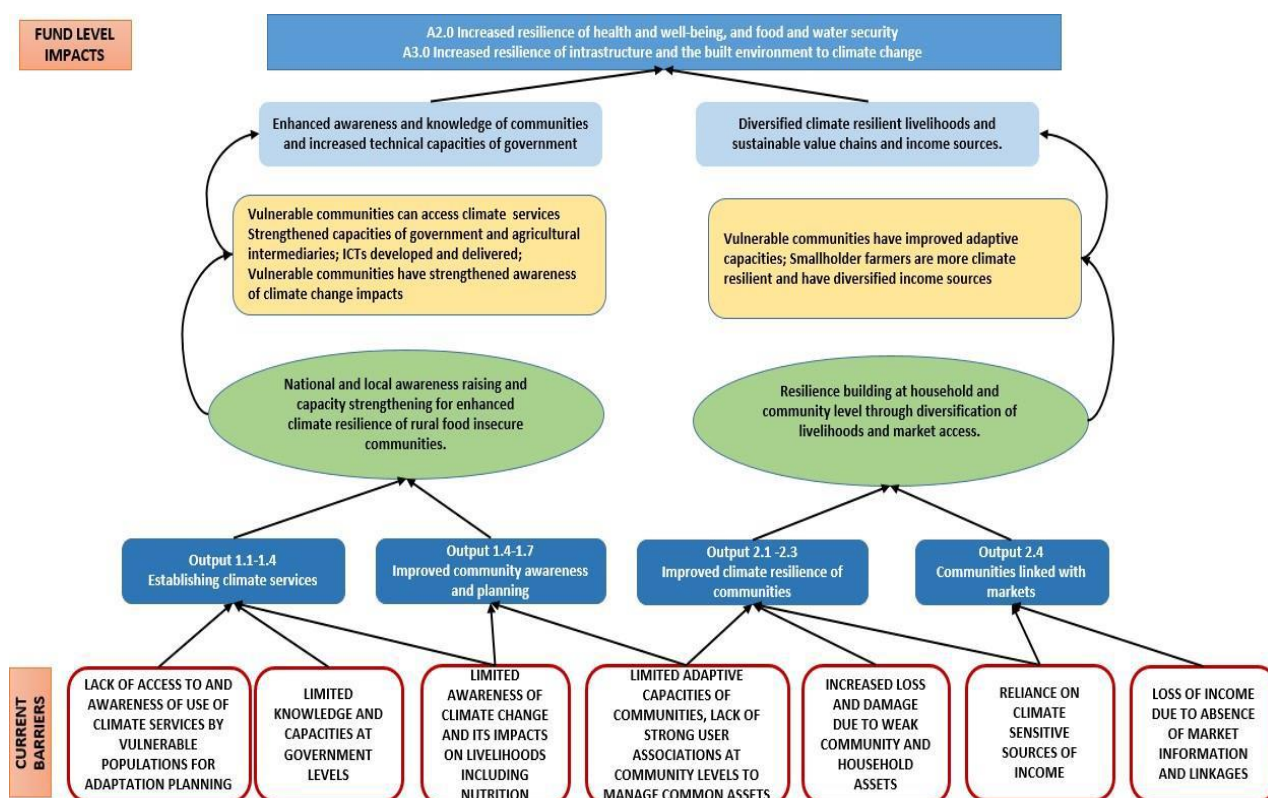 FUND LEVEL
IMPACTS
A2.0 Increased resilience of health and well-being, and food and water security
A3.0 Increased resilience of intrastructure and the built environment to climate change
Enhanced awareness and knowledge of communities
and increased technical capacities of government
Diversified climate resilient livelihoods and
sustainable value chains and income sources.
Vulnerable communities can access climate services
Strengthened capacities of government and agricultural
intermediaries; ICTs developed and delivered;
Vulnerable communities have strengthened awareness
of climate change impacts
Vulnerable communities have improved adaptive
capacities; Smallholder farmers are more climate
resilient and have diversified income sources
National and local awareness raising and
capacity strengthening for enhanced
climate resilience of rural food insecure
communities.
Resilience building at household and
community level through diversification of
livelihoods and market access.
Output 1.1-1.4
Establishing climate services
Output 1.4-1.7
Improved community awareness
and planning
Output 2.1 -2.3
Improved climate resilience of
communities
Output 2.4
Communities linked with
markets
CURRENT
BARRIERS
LACK OF ACCESS TO AND
AWARENESS OF USE OF
CLIMATE SERVICES BY
VULNERABLE
POPULATIONS FOR
ADAPTATION PLANNING
LIMITED
KNOWLEDGE AND
CAPACITIES AT
GOVERNMENT
LEVELS
LIMITED
AWARENESS OF
CLIMATE CHANGE
AND ITS IMPACTS
ON LIVELIHOODS
INCLUDING
NUTRITION
LIMITED ADAPTIVE
CAPACITIES OF
COMMUNITIES, LACK OF
STRONG USER
ASSOCIATIONS AT
COMMUNITY LEVELS TO
MANAGE COMMON ASSETS
INCREASED LOSS
AND DAMAGE
DUE TO WEAK
COMMUNITY AND
HOUSEHOLD
ASSETS
RELIANCE ON
CLIMATE
SENSITIVE
SOURCES OF
INCOME
LOSS OF INCOME
DUE TO ABSENCE
OF MARKET
INFORMATION
AND LINKAGES